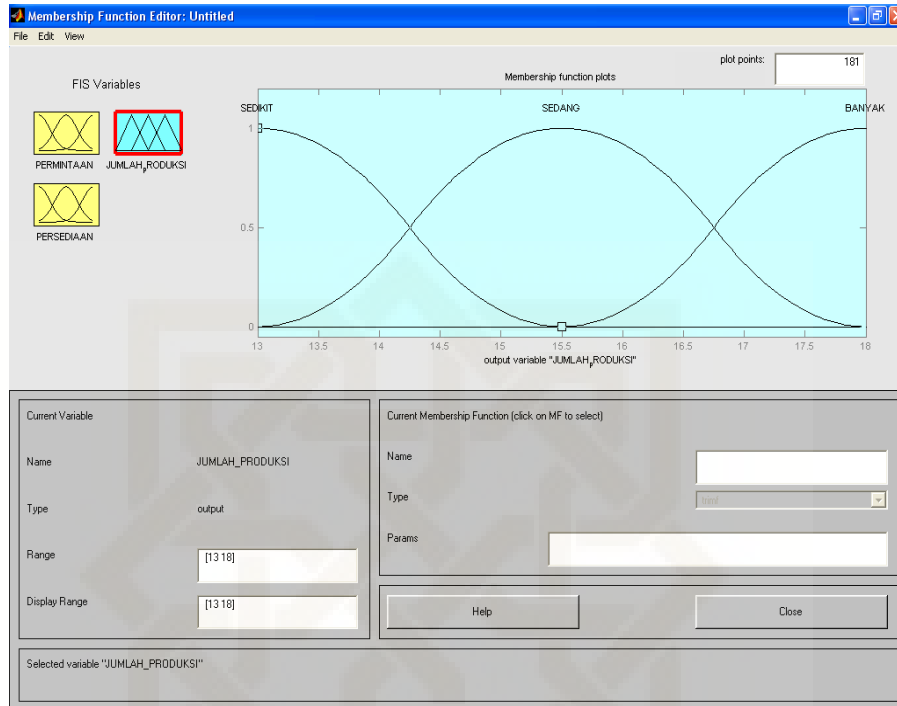 Membership Function Editor: Untitled
File Edit View
FIS Variables
plot points:
181
Membership function plots
PERMINTAAN
JUMLAH_PRODUKSI
PERSEDIAAN
SEDIKIT
SEDANG
BANYAK
1
0.5
0
13 13.5 14 14.5 15 15.5 16 16.5 17 17.5 18
output variable "JUMLAH_PRODUKSI"
Current Variable
Name JUMLAH_PRODUKSI
Type output
Range [13 18]
Display Range [13 18]
Current Membership Function (click on MF to select)
Name
Type trimf
Params
Help
Close
Selected variable "JUMLAH_PRODUKSI"